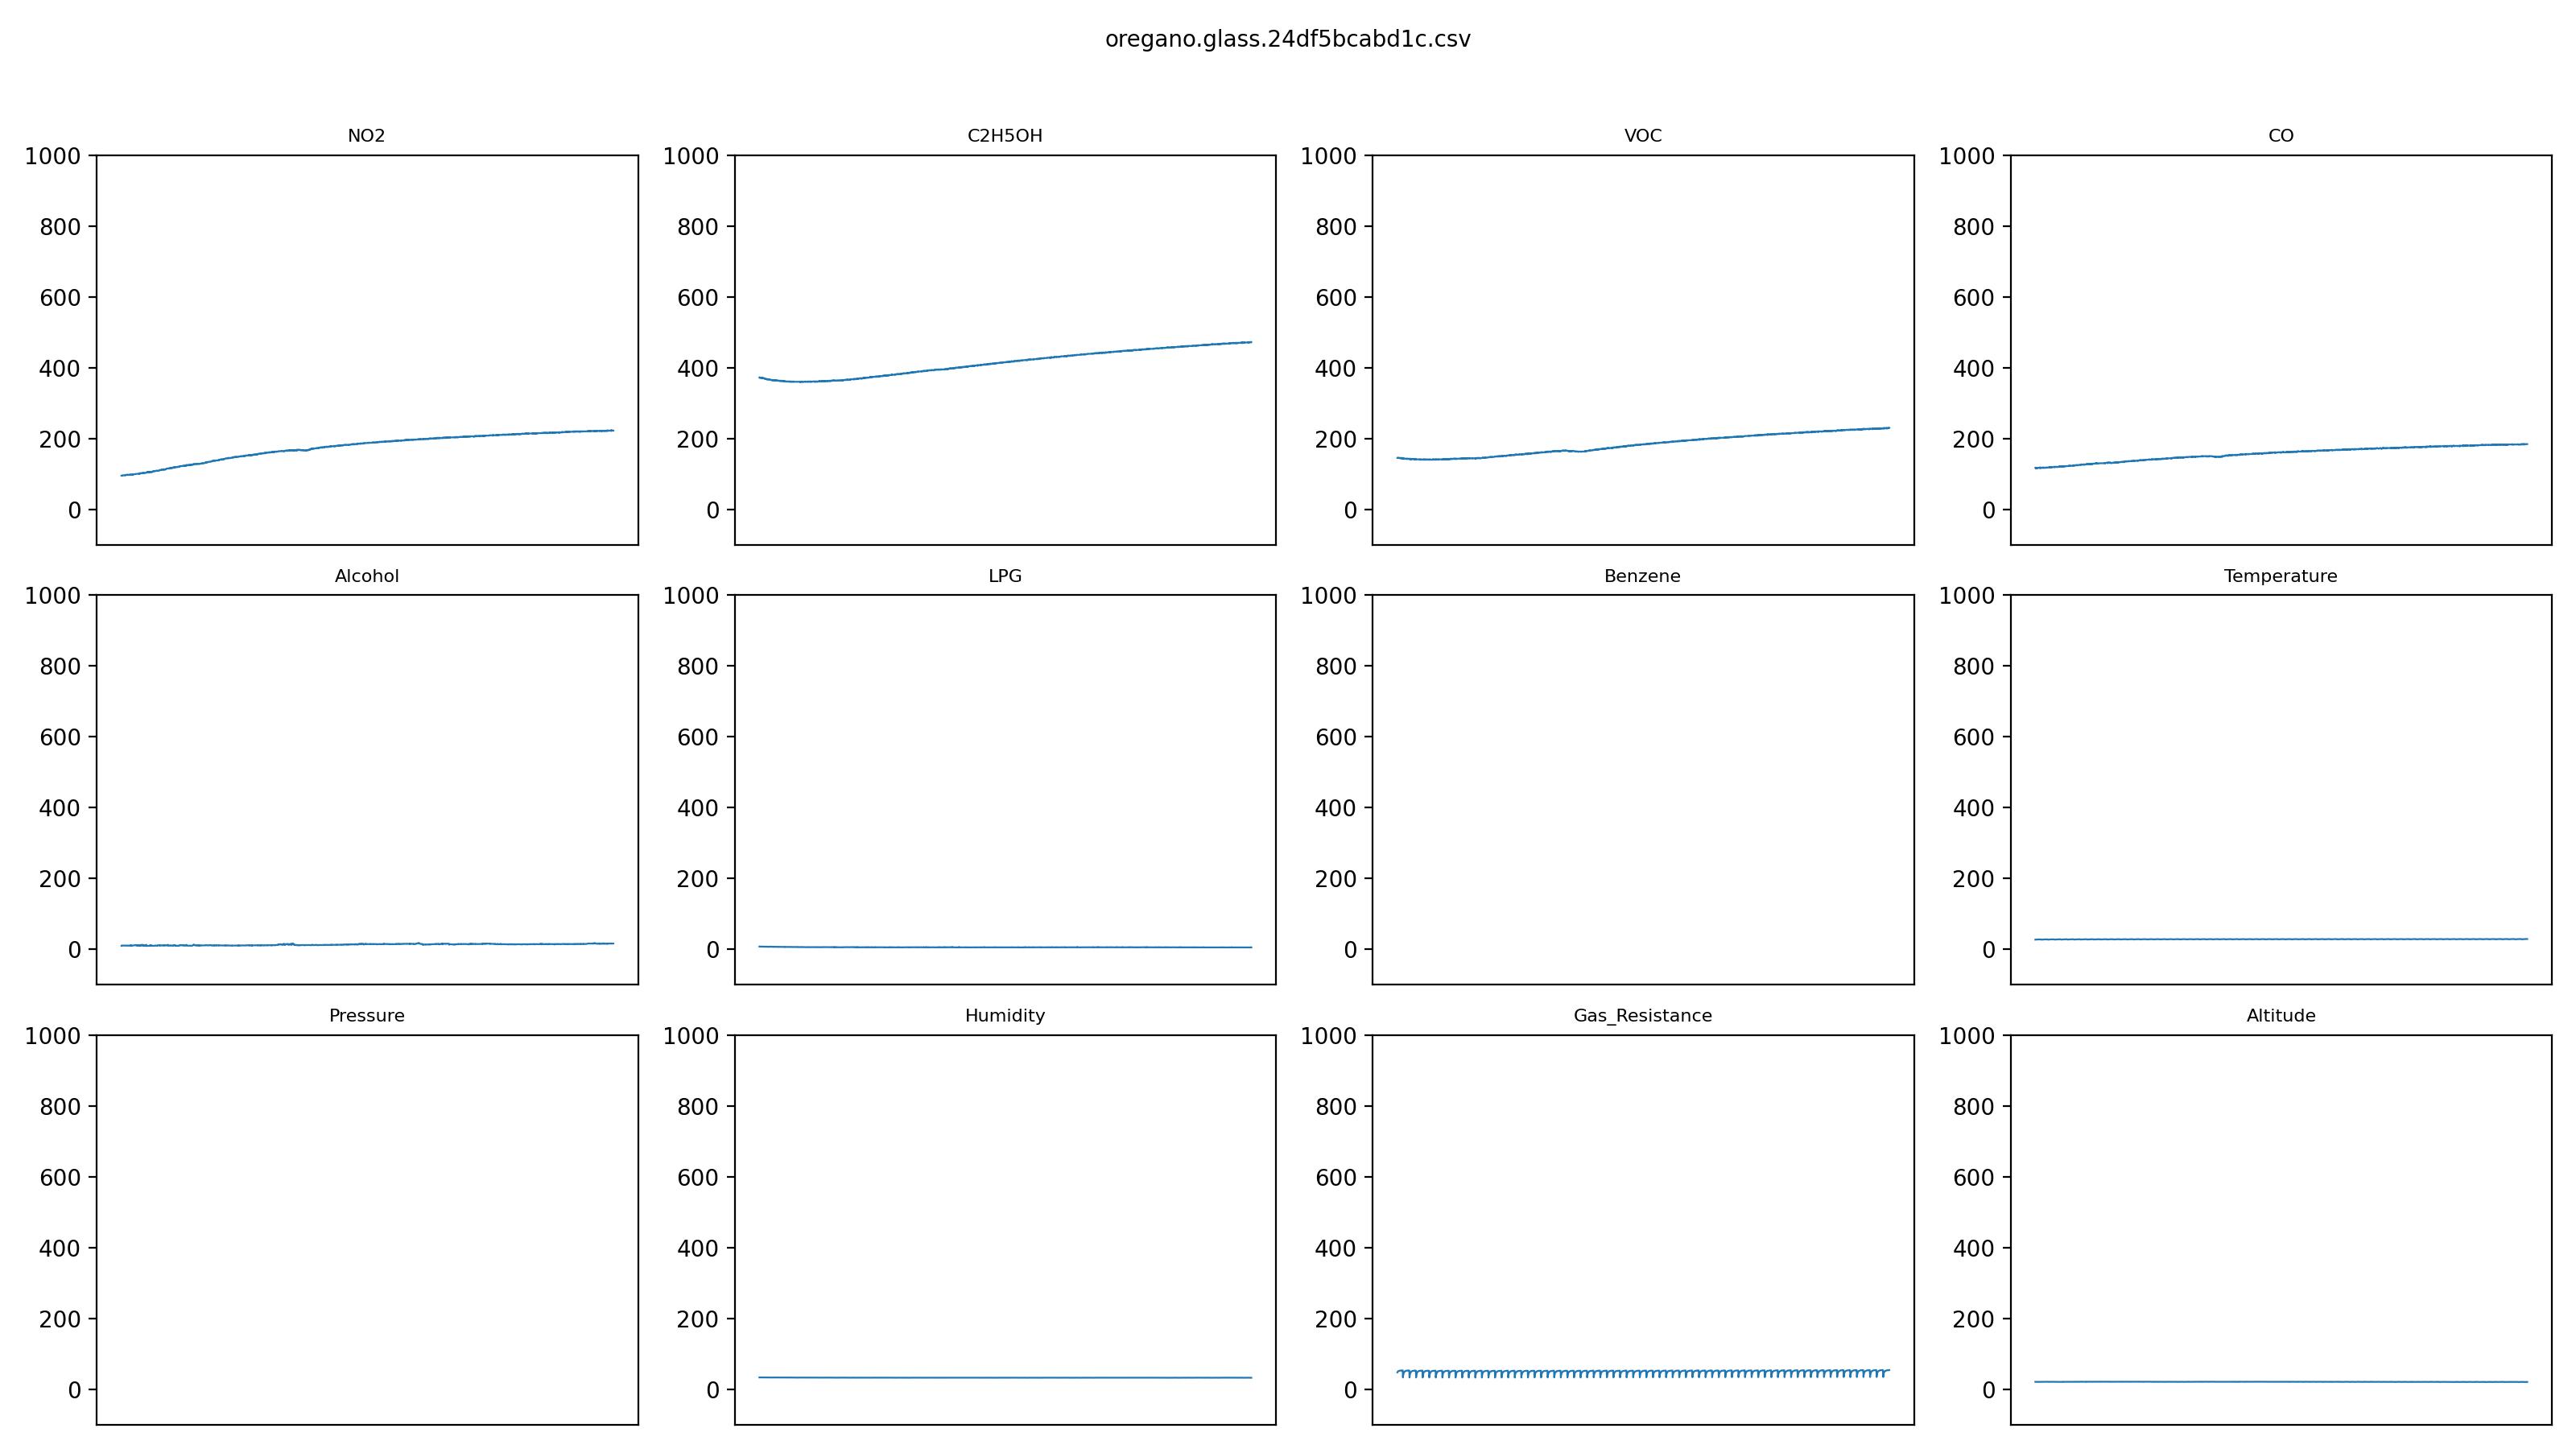 oregano.glass.24df5bcabd1c.csv
NO2 C2H5OH VOC CO
1000 1000 1000 1000
800 800 800 800
600 600 600 600
400 400 400 400
200 200 200 200
0 0 0 0
Alcohol LPG Benzene Temperature
1000 1000 1000 1000
800 800 800 800
600 600 600 600
400 400 400 400
200 200 200 200
0 0 0 0
Pressure Humidity Gas_Resistance Altitude
1000 1000 1000 1000
800 800 800 800
600 600 600 600
400 400 400 400
200 200 200 200
0 0 0 0